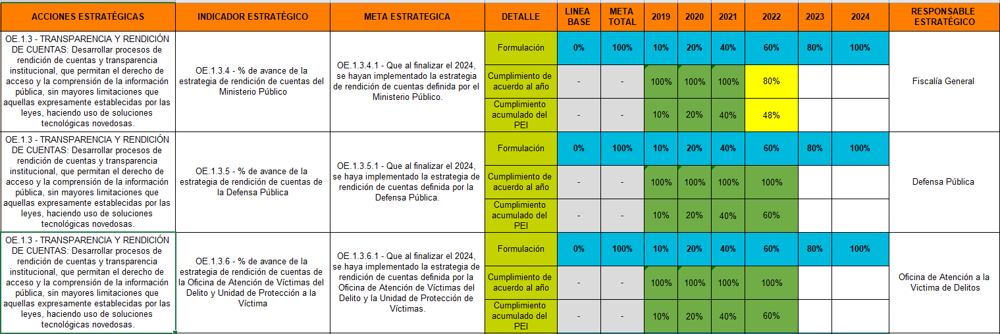 ACCIONES ESTRATÉGICAS INDICADOR ESTRATÉGICO META ESTRATEGICA DETALLE LINEA BASE META TOTAL 2019 2020 2021 2022 2023 2024 RESPONSABLE ESTRATÉGICO
OE.1.3 - TRANSPARENCIA Y RENDICIÓN
DE CUENTAS: Desarrollar procesos de
rendición de cuentas y transparencia
institucional, que permitan el derecho de
acceso y la comprensión de la información
pública, sin mayores limitaciones que
aquellas expresamente establecidas por las
leyes, haciendo uso de soluciones
tecnológicas novedosas.
OE.1.3.4 - % de avance de la
estrategia de rendición de cuentas del
Ministerio Público
OE.1.3.4.1 - Que al finalizar el 2024,
se hayan implementado la estrategia
de rendición de cuentas definida por el
Ministerio Público.
Formulación 0% 100% 10% 20% 40% 60% 80% 100%
Cumplimiento de
acuerdo al año - - 100% 100% 100% 80%
Cumplimiento
acumulado del
PEI - - 10% 20% 40% 48%
Fiscalía General
OE.1.3 - TRANSPARENCIA Y RENDICIÓN
DE CUENTAS: Desarrollar procesos de
rendición de cuentas y transparencia
institucional, que permitan el derecho de
acceso y la comprensión de la información
pública, sin mayores limitaciones que
aquellas expresamente establecidas por las
leyes, haciendo uso de soluciones
tecnológicas novedosas.
OE.1.3.5 - % de avance de la
estrategia de rendición de cuentas de
la Defensa Pública
OE.1.3.5.1 - Que al finalizar el 2024,
se haya implementado la estrategia de
rendición de cuentas definida por la
Defensa Pública.
Formulación 0% 100% 10% 20% 40% 60% 80% 100%
Cumplimiento de
acuerdo al año - - 100% 100% 100% 100%
Cumplimiento
acumulado del
PEI - - 10% 20% 40% 60%
Defensa Pública
OE.1.3 - TRANSPARENCIA Y RENDICIÓN
DE CUENTAS: Desarrollar procesos de
rendición de cuentas y transparencia
institucional, que permitan el derecho de
acceso y la comprensión de la información
pública, sin mayores limitaciones que
aquellas expresamente establecidas por las
leyes, haciendo uso de soluciones
tecnológicas novedosas.
OE.1.3.6 - % de avance de la
estrategia de rendición de cuentas de
la Oficina de Atención de Víctimas del
Delito y Unidad de Protección a la
Víctima
OE.1.3.6.1 - Que al finalizar el 2024,
se haya implementado la estrategia de
rendición de cuentas definida por la
Oficina de Atención de Víctimas del
Delito y la Unidad de Protección de
Víctimas.
Formulación 0% 100% 10% 20% 40% 60% 80% 100%
Cumplimiento de
acuerdo al año - - 100% 100% 100% 100%
Cumplimiento
acumulado del
PEI - - 10% 20% 40% 60%
Oficina de Atención a la
Victima de Delitos